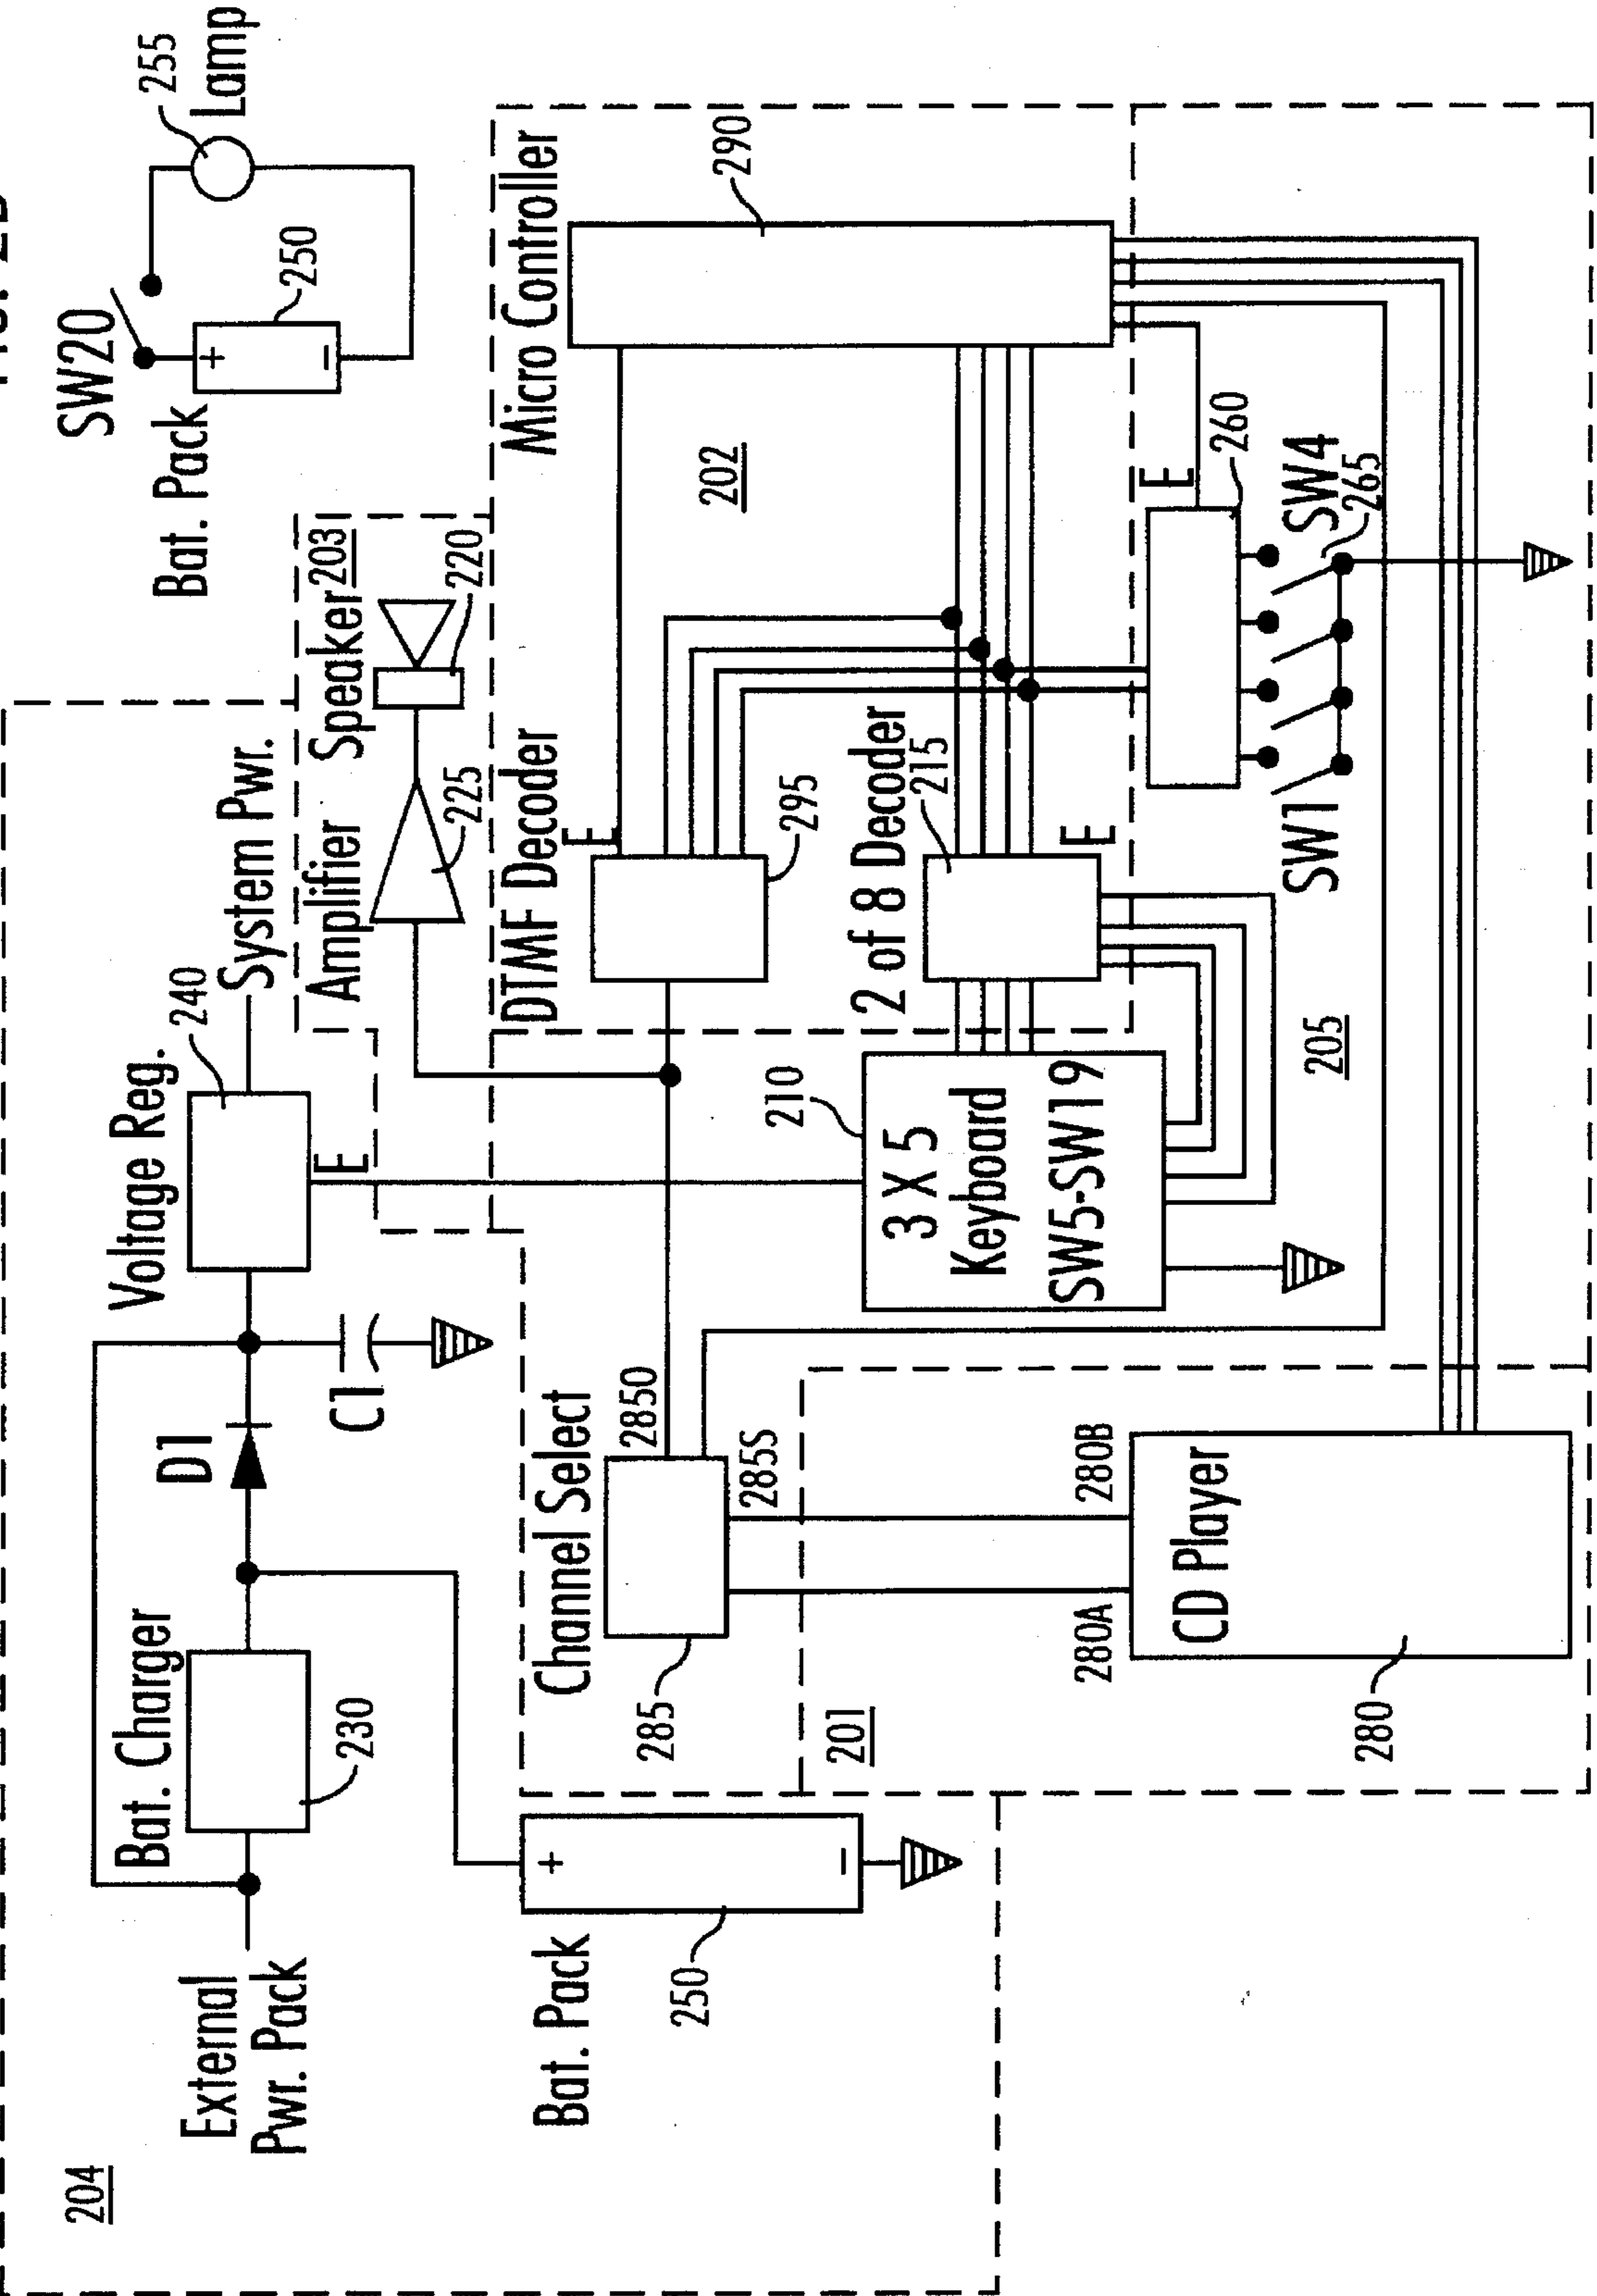 204
External
Pwr. Pack
Bat. Charger
230
D1
C1
Voltage Reg.
240
E
System Pwr.
SW20
Bat. Pack
+
−
250
255
Lamp
Bat. Pack
+
−
250
Amplifier
225
Speaker
203
220
Channel Select
285
285O
285S
DTMF Decoder
E
295
Micro Controller
290
202
2 of 8 Decoder
215
E
210
3 X 5
Keyboard
SW5-SW19
205
E
260
SW1
SW4
265
201
280A
280B
CD Player
280